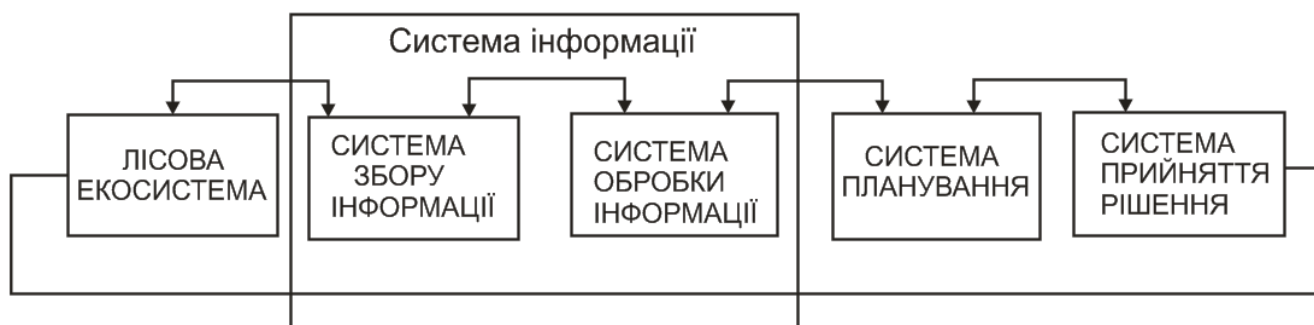 Система інформації
ЛІСОВА
ЕКОСИСТЕМА
СИСТЕМА
ЗБОРУ
ІНФОРМАЦІЇ
СИСТЕМА
ОБРОБКИ
ІНФОРМАЦІЇ
СИСТЕМА
ПЛАНУВАННЯ
СИСТЕМА
ПРИЙНЯТТЯ
РІШЕННЯ